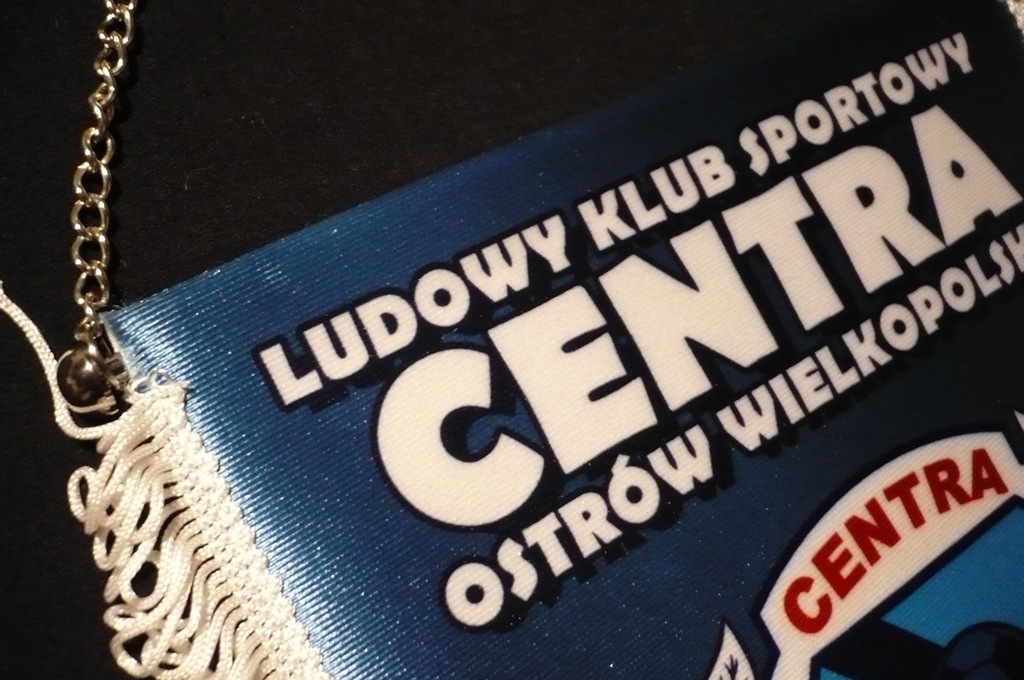 LUDOWY KLUB SPORTOWY
CENTRA
OSTRÓW WIELKOPOLSK
CENTRA